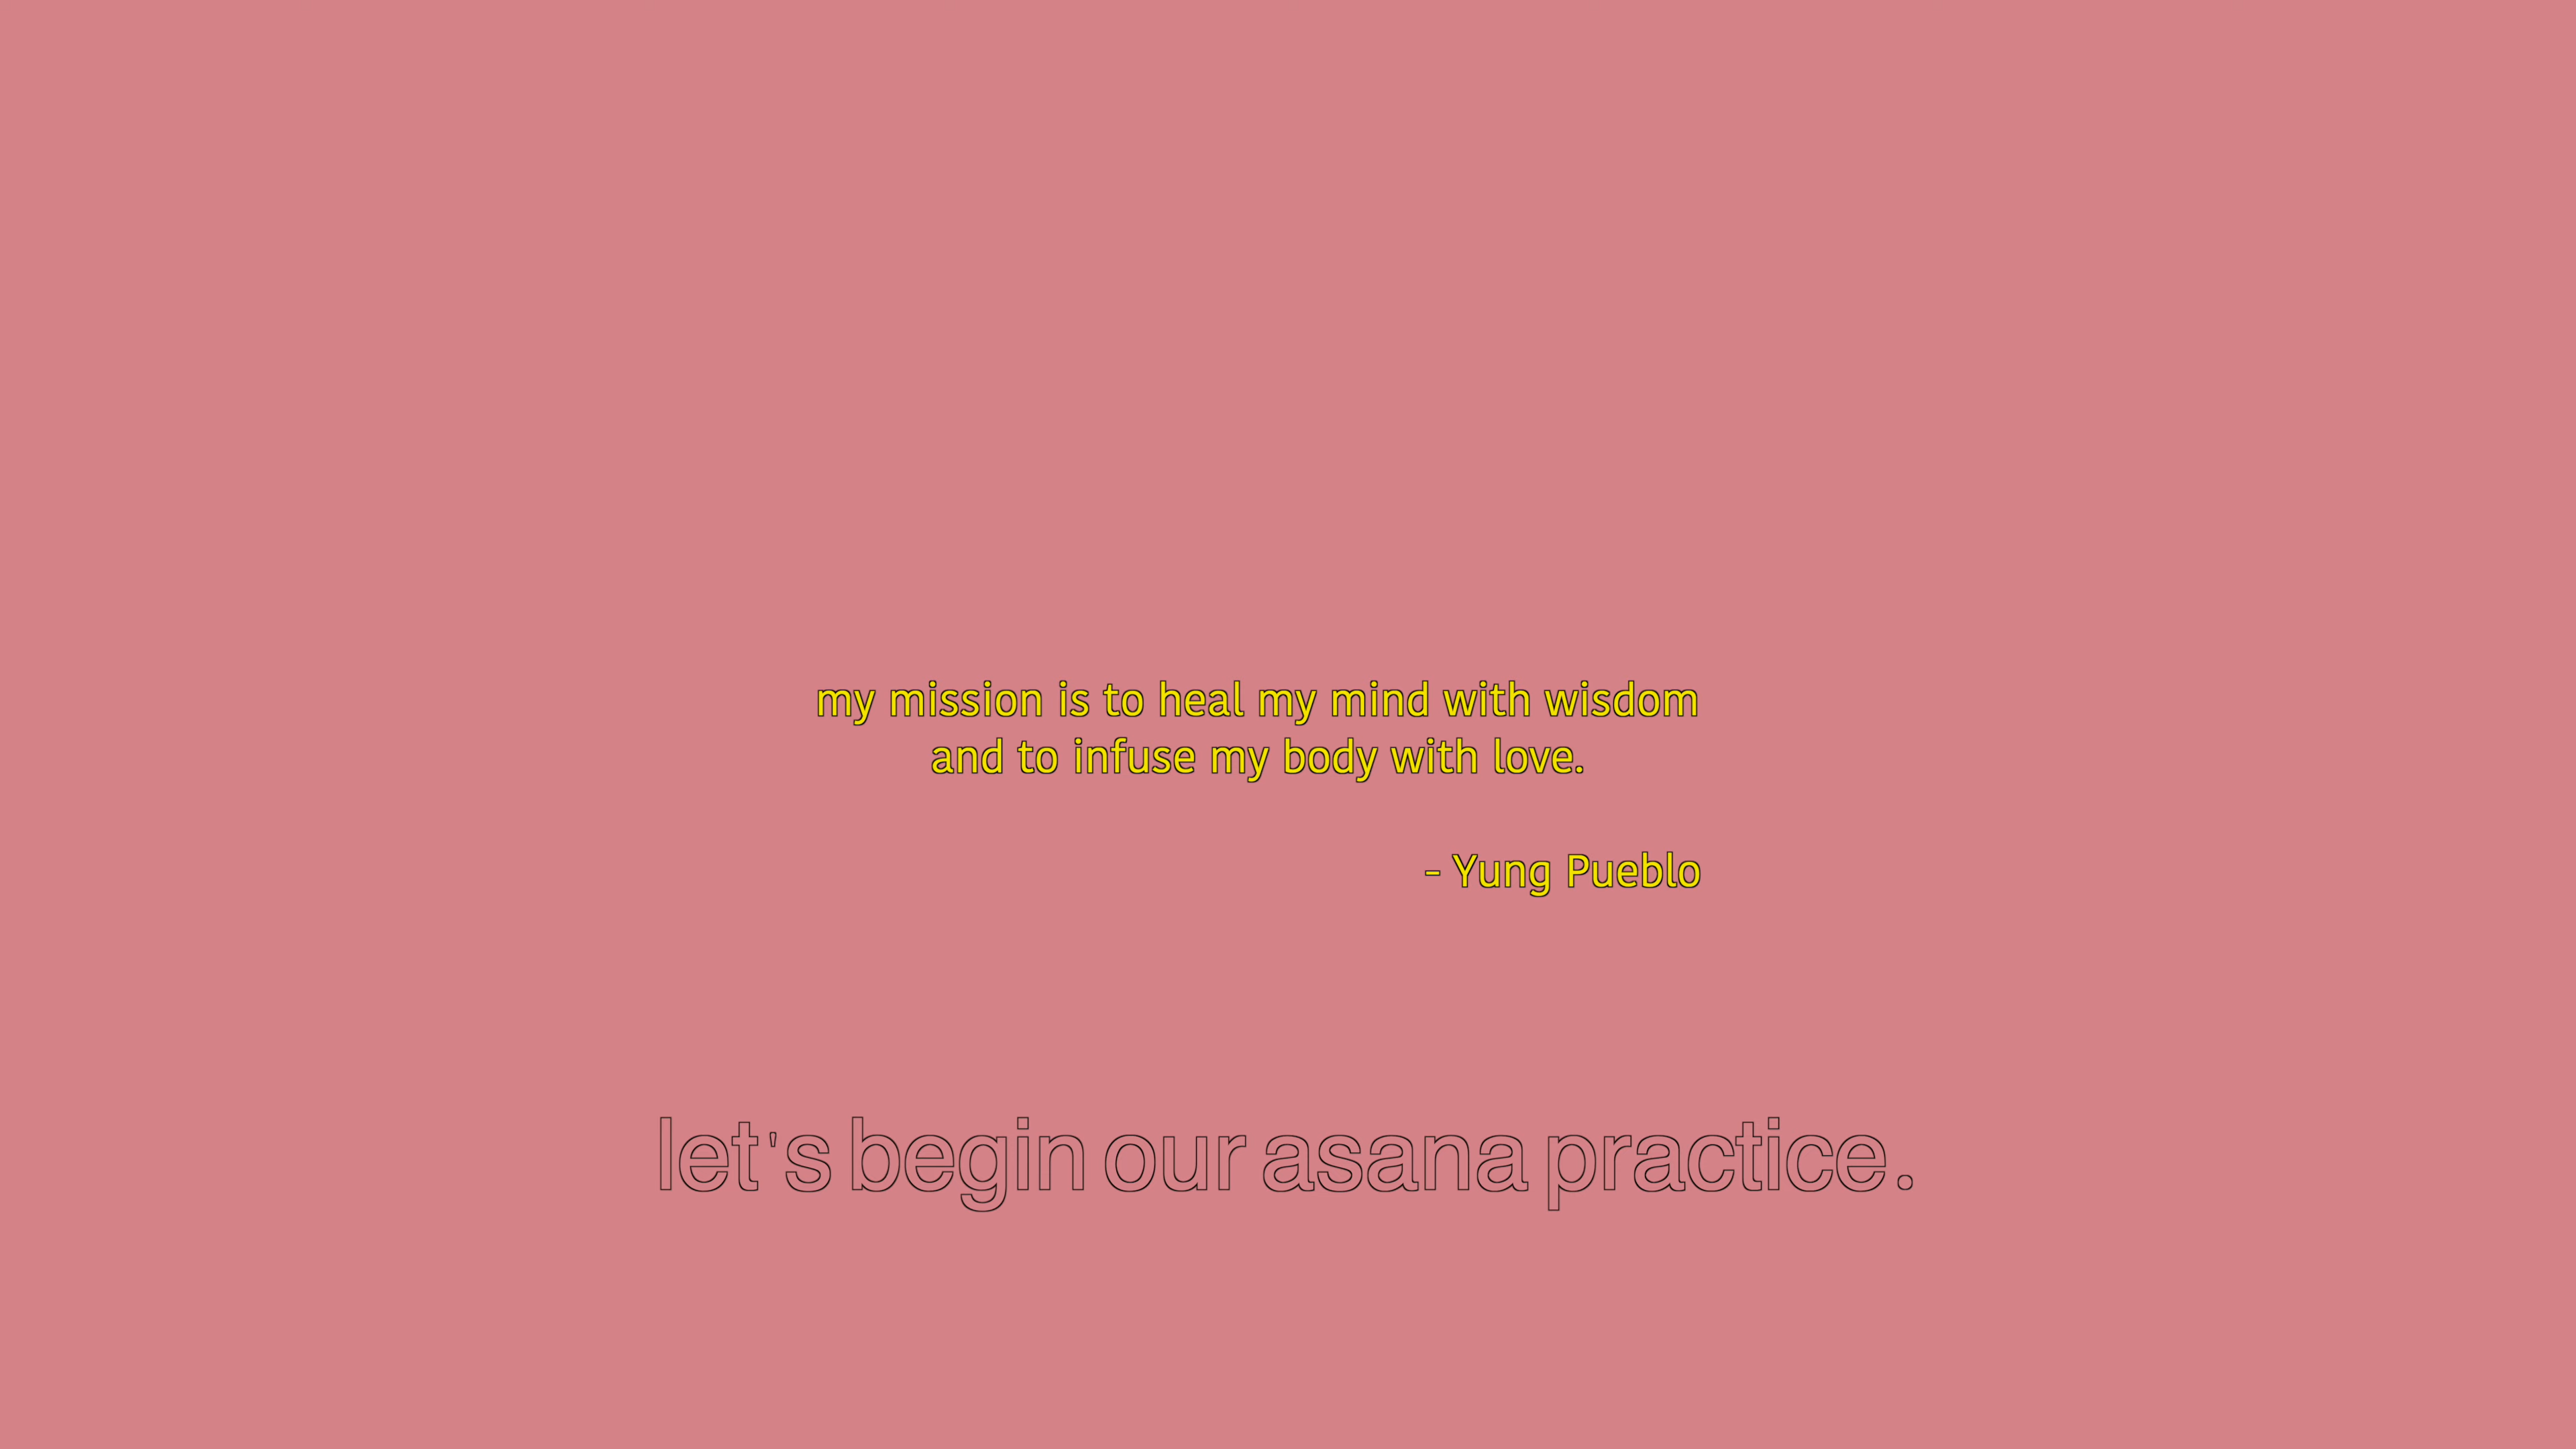 my mission is to heal my mind with wisdom
and to infuse my body with love.
- Yung Pueblo
let's begin our asana practice.